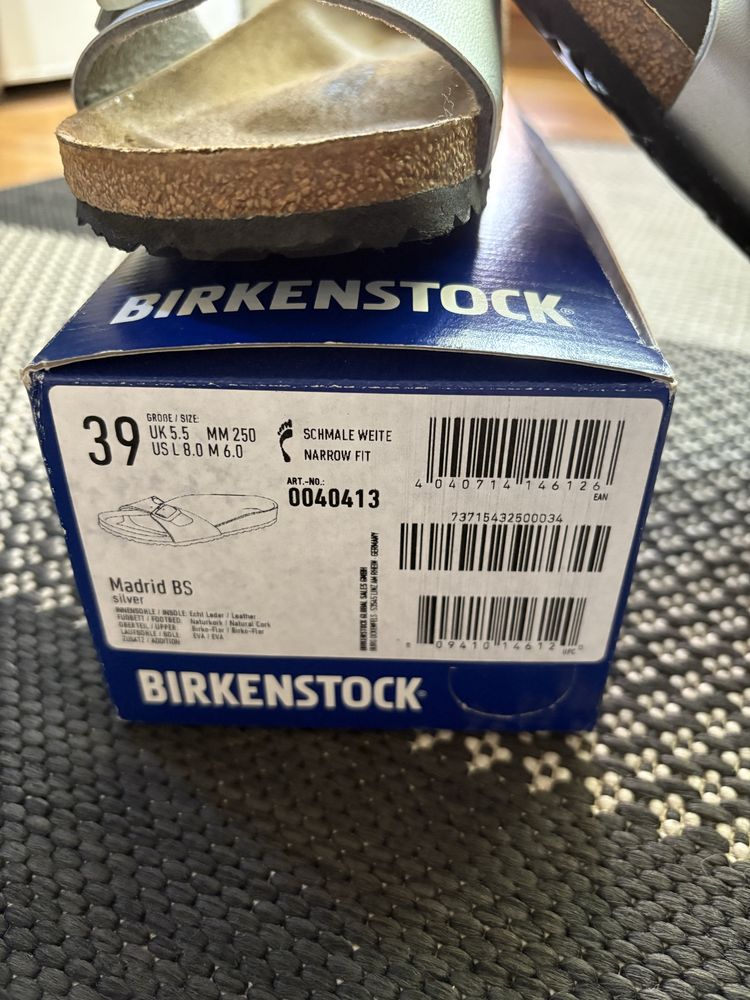 BIRKENSTOCK
39
GRÖßE / SIZE:
UK 5.5 MM 250
US L 8.0 M 6.0
SCHMALE WEITE
NARROW FIT
ART.-NO.:
0040413
4 040714 146126
EAN
73715432500034
Madrid BS
silver
INNENSOHLE / INSOLE: Echt Leder / Leather
FUßBETT / FOOTBED: Naturkork / Natural Cork
OBERTEIL / UPPER: Birko-Flor / Birko-Flor
LAUFSOHLE / SOLE: EVA / EVA
ZUSATZ / ADDITION
BIRKENSTOCK GLOBAL SALES GMBH
09410 14612
UPC
BIRKENSTOCK